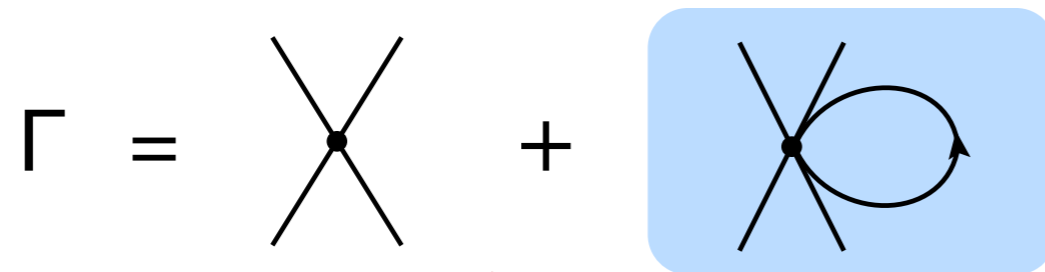 Γ = +